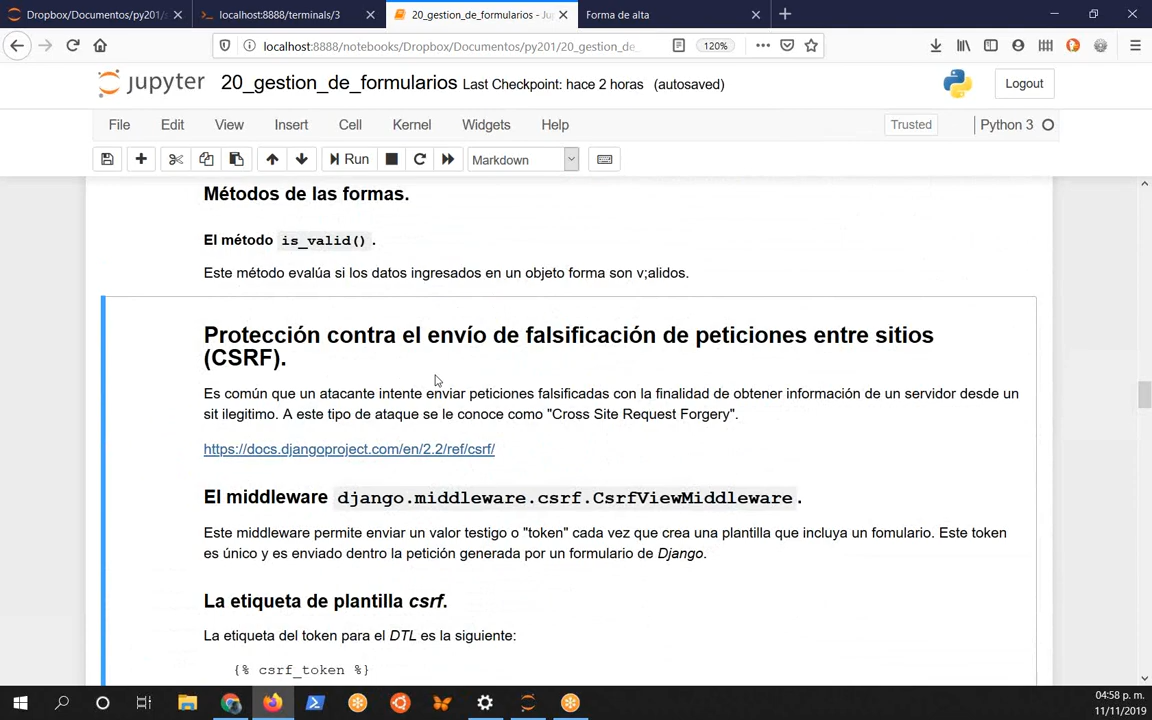 Dropbox/Documentos/py201/
localhost:8888/terminals/3
20_gestion_de_formularios - Ju
Forma de alta
localhost:8888/notebooks/Dropbox/Documentos/py201/20_gestion_de_
120%
jupyter 20_gestion_de_formularios Last Checkpoint: hace 2 horas (autosaved)
Logout
File Edit View Insert Cell Kernel Widgets Help
Trusted
Python 3
Run
Markdown
Métodos de las formas.
El método is_valid().
Este método evalúa si los datos ingresados en un objeto forma son v;alidos.
Protección contra el envío de falsificación de peticiones entre sitios
(CSRF).
Es común que un atacante intente enviar peticiones falsificadas con la finalidad de obtener información de un servidor desde un
sit ilegitimo. A este tipo de ataque se le conoce como "Cross Site Request Forgery".
https://docs.djangoproject.com/en/2.2/ref/csrf/
El middleware django.middleware.csrf.CsrfViewMiddleware.
Este middleware permite enviar un valor testigo o "token" cada vez que crea una plantilla que incluya un fomulario. Este token
es único y es enviado dentro la petición generada por un formulario de Django.
La etiqueta de plantilla csrf.
La etiqueta del token para el DTL es la siguiente:
{% csrf_token %}
04:58 p. m.
11/11/2019